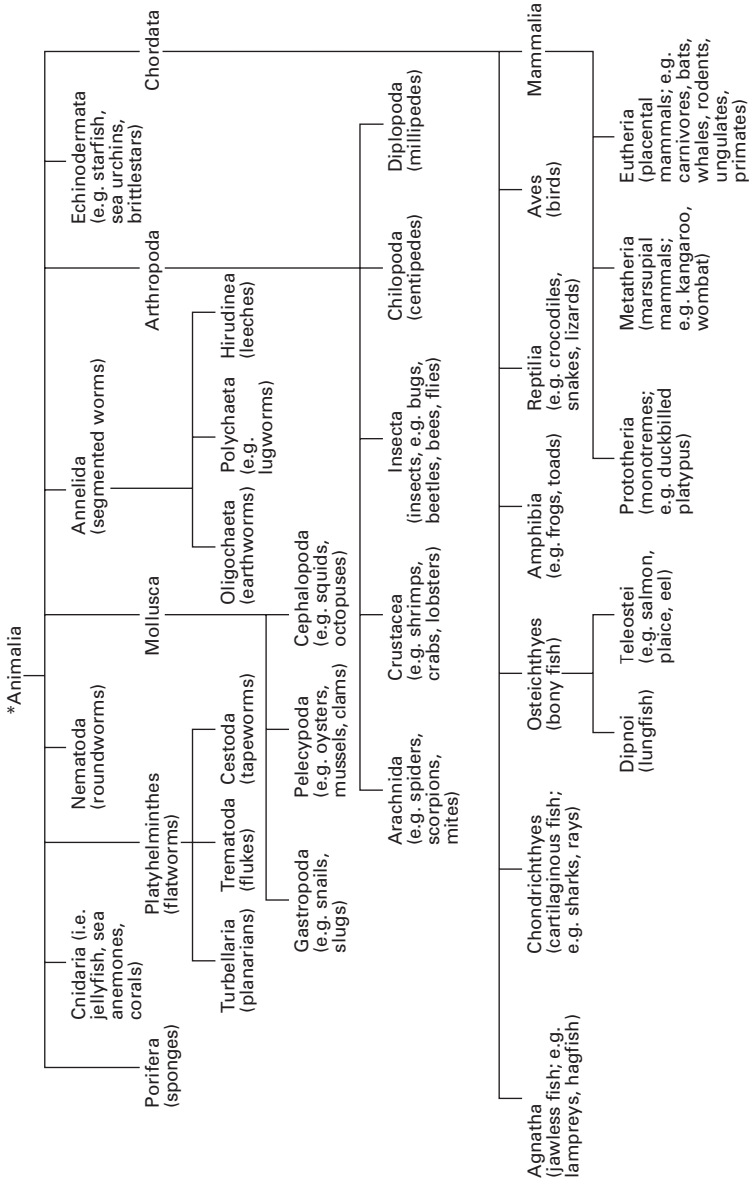 *Animalia
Porifera
(sponges)
Cnidaria (i.e.
jellyfish, sea
anemones,
corals)
Platyhelminthes
(flatworms)
Turbellaria
(planarians)
Trematoda
(flukes)
Cestoda
(tapeworms)
Nematoda
(roundworms)
Mollusca
Gastropoda
(e.g. snails,
slugs)
Pelecypoda
(e.g. oysters,
mussels, clams)
Cephalopoda
(e.g. squids,
octopuses)
Annelida
(segmented worms)
Oligochaeta
(earthworms)
Polychaeta
(e.g.
lugworms)
Hirudinea
(leeches)
Arthropoda
Arachnida
(e.g. spiders,
scorpions,
mites)
Crustacea
(e.g. shrimps,
crabs, lobsters)
Insecta
(insects, e.g. bugs,
beetles, bees, flies)
Chilopoda
(centipedes)
Diplopoda
(millipedes)
Echinodermata
(e.g. starfish,
sea urchins,
brittlestars)
Chordata
Agnatha
(jawless fish; e.g.
lampreys, hagfish)
Chondrichthyes
(cartilaginous fish;
e.g. sharks, rays)
Osteichthyes
(bony fish)
Dipnoi
(lungfish)
Teleostei
(e.g. salmon,
plaice, eel)
Amphibia
(e.g. frogs, toads)
Reptilia
(e.g. crocodiles,
snakes, lizards)
Aves
(birds)
Mammalia
Prototheria
(monotremes;
e.g. duckbilled
platypus)
Metatheria
(marsupial
mammals;
e.g. kangaroo,
wombat)
Eutheria
(placental
mammals; e.g.
carnivores, bats,
whales, rodents,
ungulates,
primates)